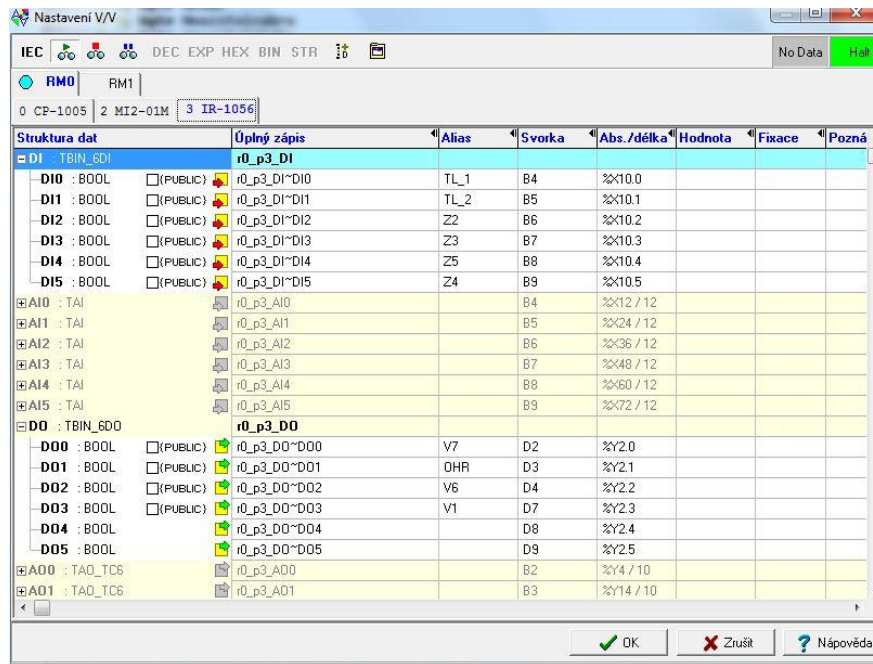 Nastavení V/V
IEC DEC EXP HEX BIN STR No Data Halt
RM0 RM1
0 CP-1005 2 MI2-01M 3 IR-1056
Struktura dat Úplný zápis Alias Svorka Abs./délka Hodnota Fixace Pozná
DI : TBIN_6DI r0_p3_DI
DI0 : BOOL {PUBLIC} r0_p3_DI~DI0 TL_1 B4 %X10.0
DI1 : BOOL {PUBLIC} r0_p3_DI~DI1 TL_2 B5 %X10.1
DI2 : BOOL {PUBLIC} r0_p3_DI~DI2 Z2 B6 %X10.2
DI3 : BOOL {PUBLIC} r0_p3_DI~DI3 Z3 B7 %X10.3
DI4 : BOOL {PUBLIC} r0_p3_DI~DI4 Z5 B8 %X10.4
DI5 : BOOL {PUBLIC} r0_p3_DI~DI5 Z4 B9 %X10.5
AI0 : TAI r0_p3_AI0 B4 %X12 / 12
AI1 : TAI r0_p3_AI1 B5 %X24 / 12
AI2 : TAI r0_p3_AI2 B6 %X36 / 12
AI3 : TAI r0_p3_AI3 B7 %X48 / 12
AI4 : TAI r0_p3_AI4 B8 %X60 / 12
AI5 : TAI r0_p3_AI5 B9 %X72 / 12
DO : TBIN_6DO r0_p3_DO
DO0 : BOOL {PUBLIC} r0_p3_DO~DO0 V7 D2 %Y2.0
DO1 : BOOL {PUBLIC} r0_p3_DO~DO1 OHR D3 %Y2.1
DO2 : BOOL {PUBLIC} r0_p3_DO~DO2 V6 D4 %Y2.2
DO3 : BOOL {PUBLIC} r0_p3_DO~DO3 V1 D7 %Y2.3
DO4 : BOOL r0_p3_DO~DO4 D8 %Y2.4
DO5 : BOOL r0_p3_DO~DO5 D9 %Y2.5
AO0 : TAO_TC6 r0_p3_AO0 B2 %Y4 / 10
AO1 : TAO_TC6 r0_p3_AO1 B3 %Y14 / 10
OK Zrušit Nápověda